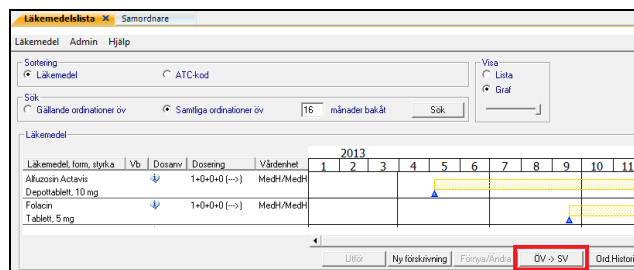 Läkemedelslista X Samordnare
Läkemedel Admin Hjälp
Sortering
Läkemedel ATC-kod
Visa
Lista
Graf
Sök
Gällande ordinationer öv Samtliga ordinationer öv 16 månader bakåt Sök
Läkemedel
2013
Läkemedel, form, styrka Vb Dosanv Dosering Vårdenhet 1 2 3 4 5 6 7 8 9 10 11
Alfuzosin Actavis 1+0+0+0 (--->) MedH/MedH
Depottablett, 10 mg
Folacin 1+0+0+0 (--->) MedH/MedH
Tablett, 5 mg
Utför Ny förskrivning Förnya/Ändra ÖV -> SV Ord.Histori